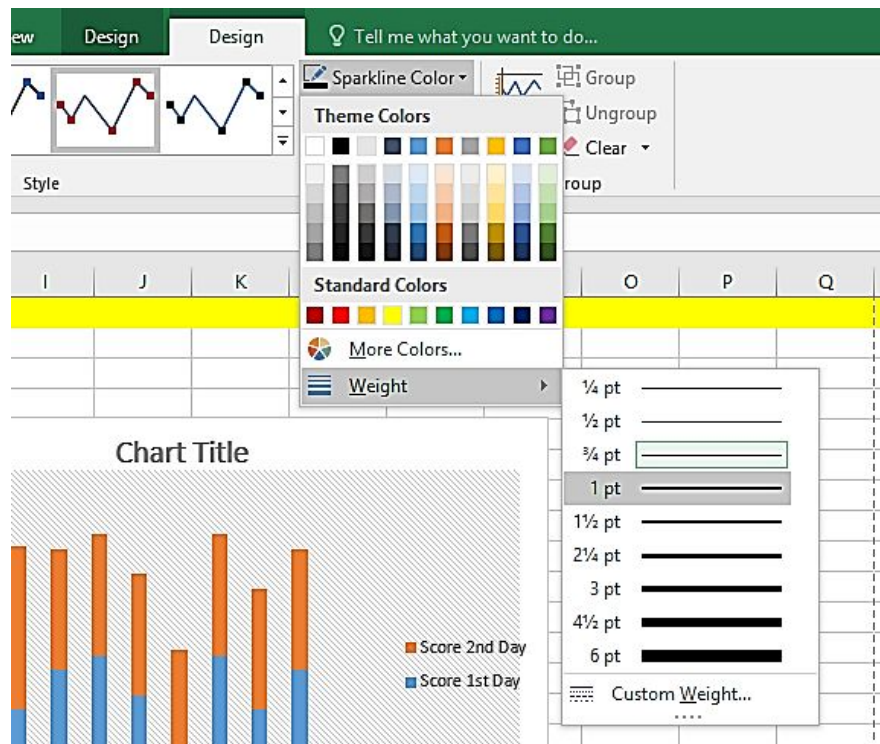 ew Design Design Tell me what you want to do...
Sparkline Color
Group
Ungroup
Clear
Style
roup
Theme Colors
Standard Colors
More Colors...
Weight
I J K O P Q
¼ pt
½ pt
¾ pt
1 pt
1½ pt
2¼ pt
3 pt
4½ pt
6 pt
Custom Weight...
Chart Title
Score 2nd Day
Score 1st Day